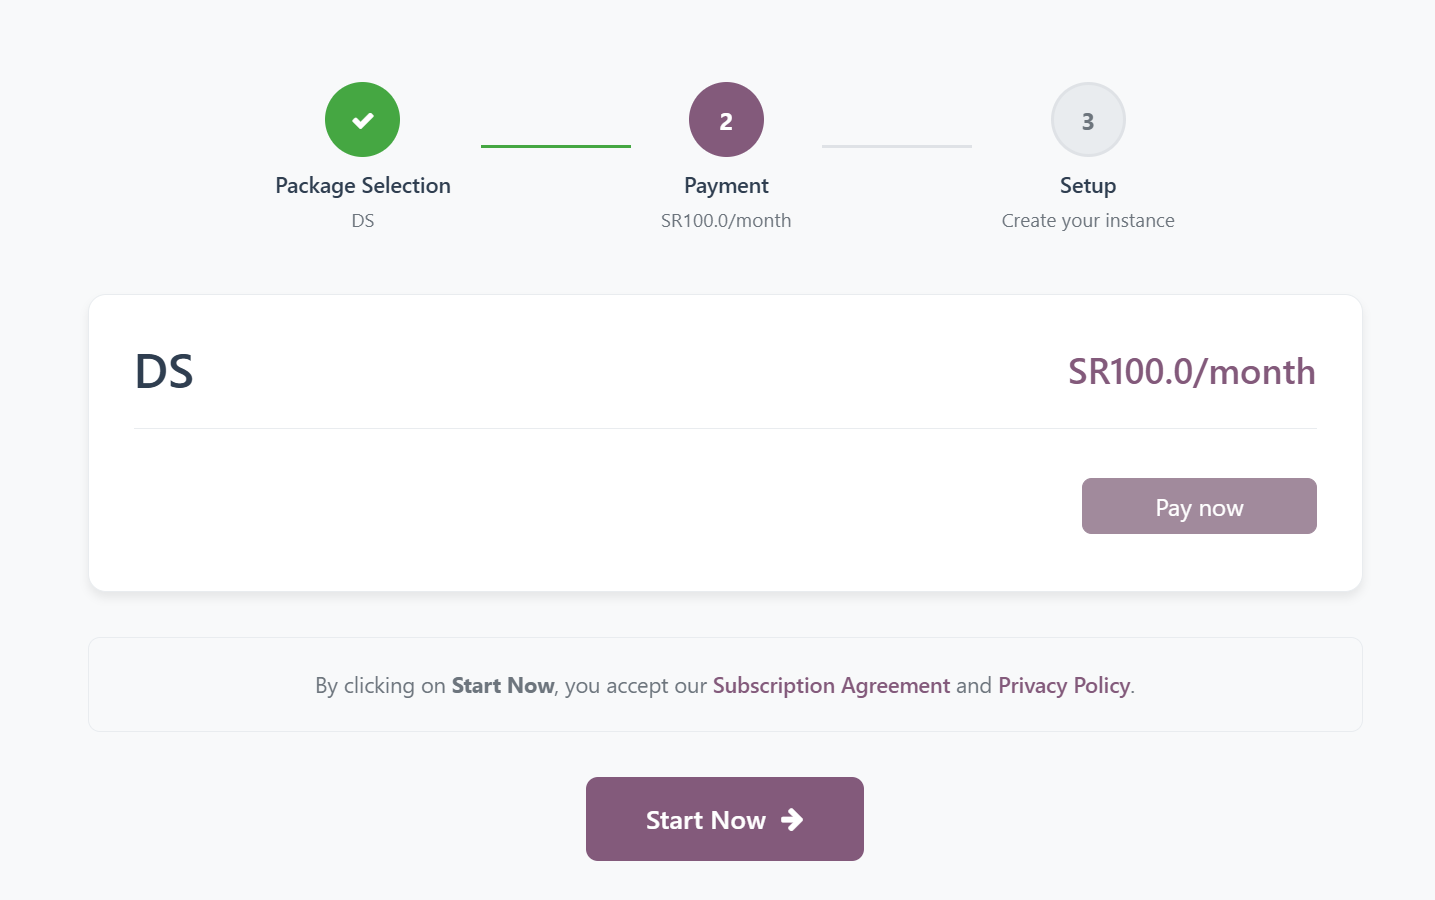 2
3
Package Selection
Payment
Setup
DS
SR100.0/month
Create your instance
DS
SR100.0/month
Pay now
By clicking on Start Now, you accept our Subscription Agreement and Privacy Policy.
Start Now